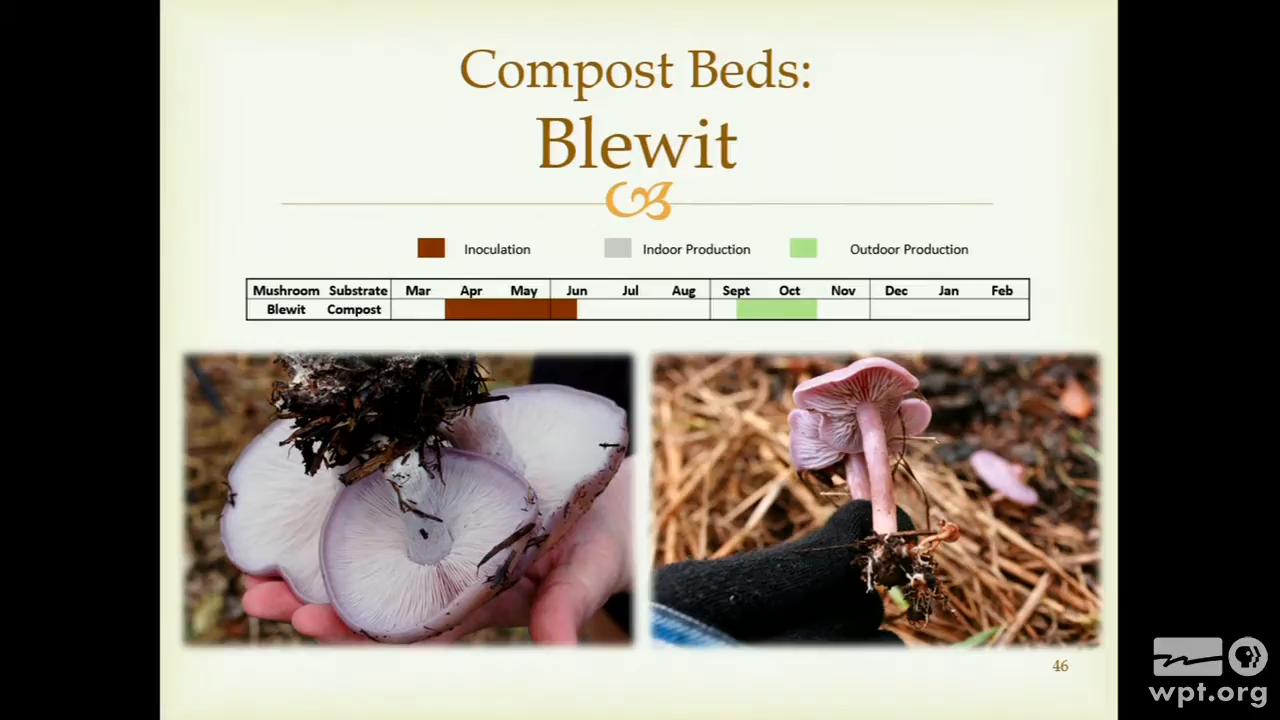 Compost Beds:
Blewit
Inoculation Indoor Production Outdoor Production
Mushroom Substrate Mar Apr May Jun Jul Aug Sept Oct Nov Dec Jan Feb
Blewit Compost
46
wpt.org